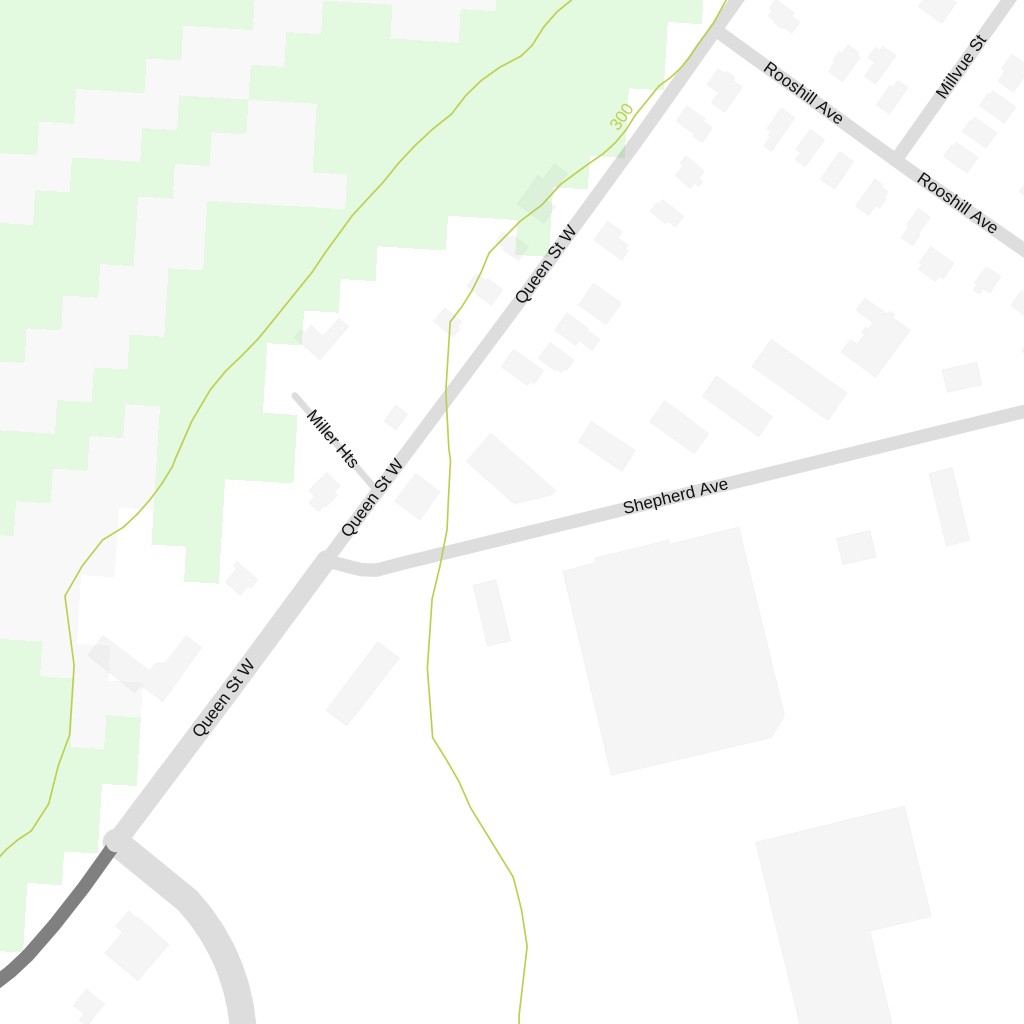 Millvue St
Rooshill Ave
300
Rooshill Ave
Queen St W
Miller Hts
Queen St W
Shepherd Ave
Queen St W